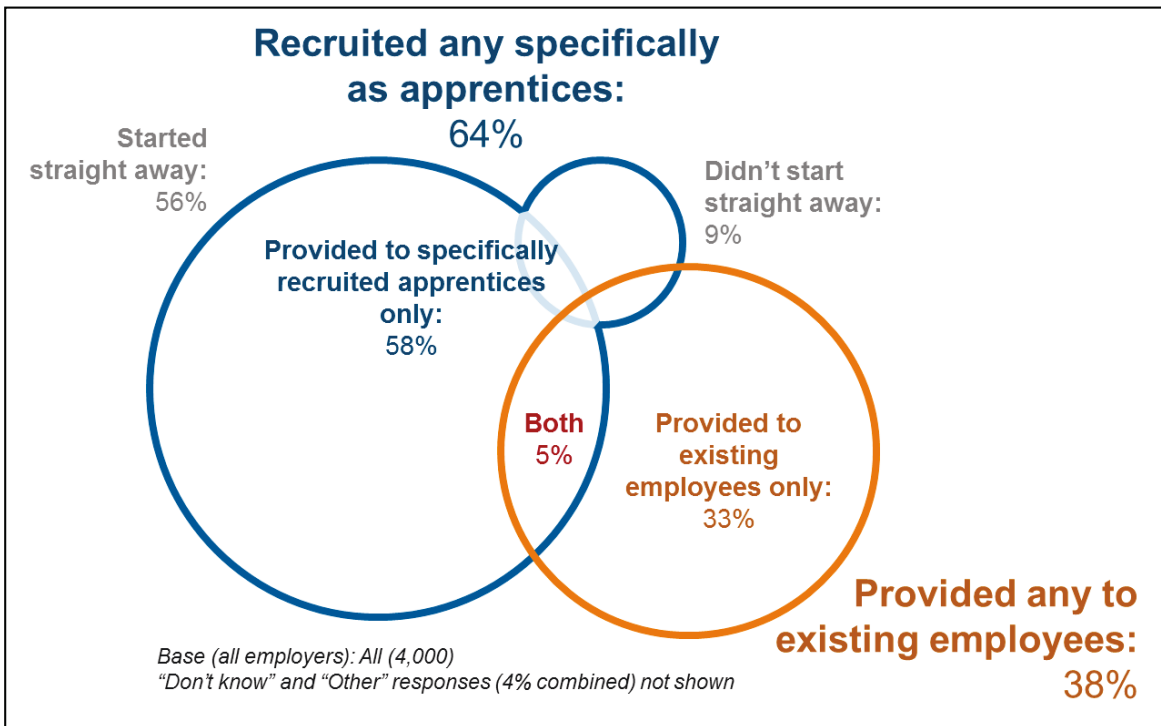 Recruited any specifically
as apprentices:
64%
Started
straight away:
56%
Didn’t start
straight away:
9%
Provided to specifically
recruited apprentices
only:
58%
Both
5%
Provided to
existing
employees only:
33%
Provided any to
existing employees:
38%
Base (all employers): All (4,000)
“Don’t know” and “Other” responses (4% combined) not shown